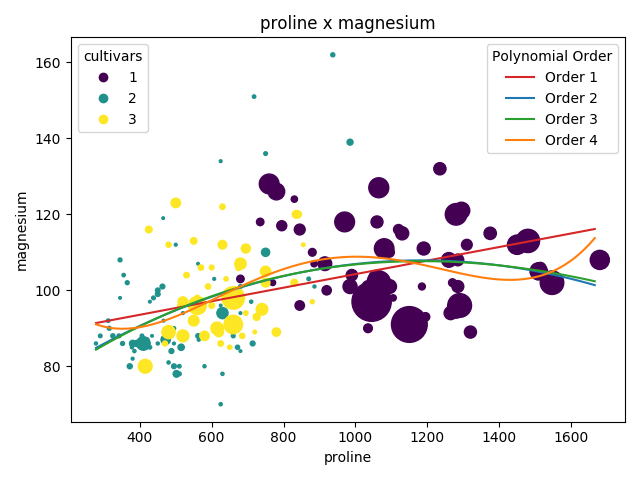 proline x magnesium
cultivars
1
2
3
Polynomial Order
Order 1
Order 2
Order 3
Order 4
magnesium
160
140
120
100
80
400
600
800
1000
1200
1400
1600
proline